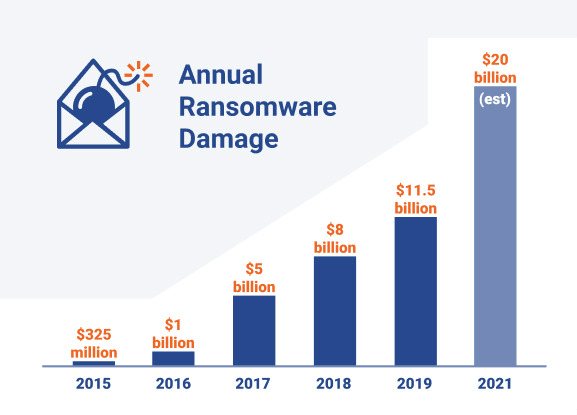 Annual
Ransomware
Damage
$325
million
$1
billion
$5
billion
$8
billion
$11.5
billion
$20
billion
(est)
2015
2016
2017
2018
2019
2021